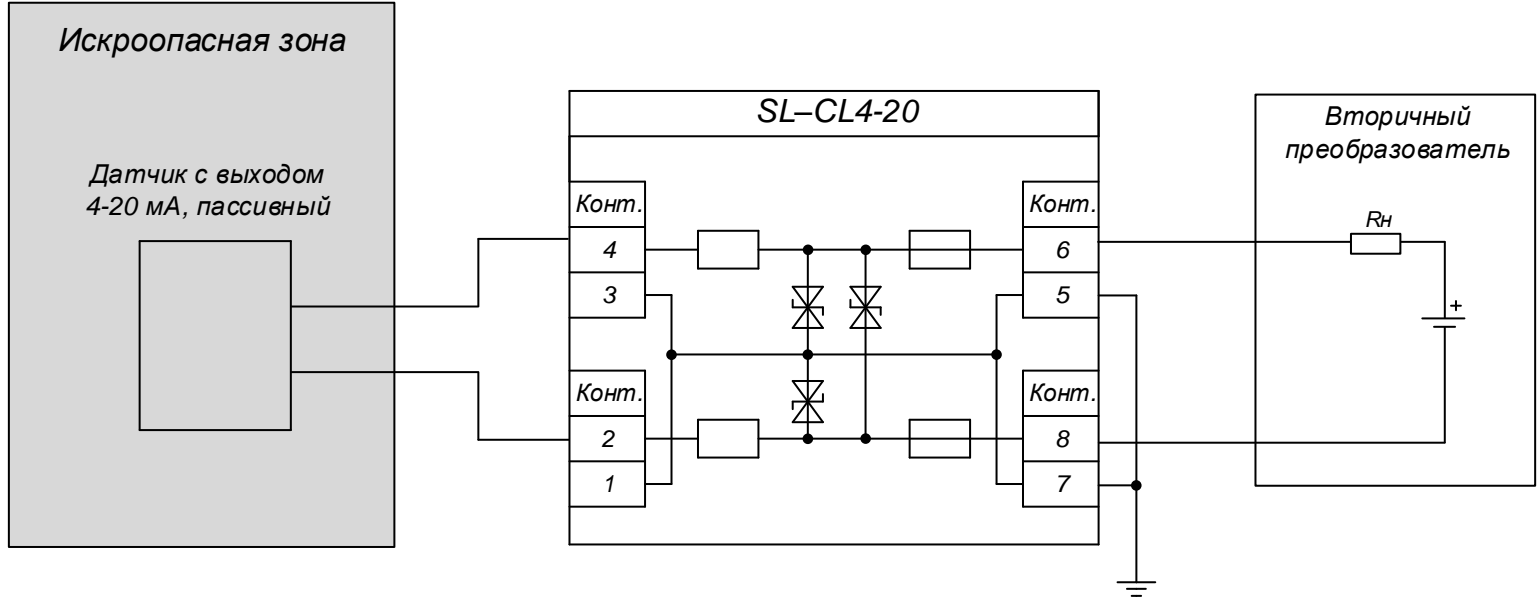 Искроопасная зона
Датчик с выходом
4-20 мА, пассивный
SL–CL4-20
Конт.
4
3
Конт.
2
1
Конт.
6
5
Конт.
8
7
Вторичный
преобразователь
Rн
+